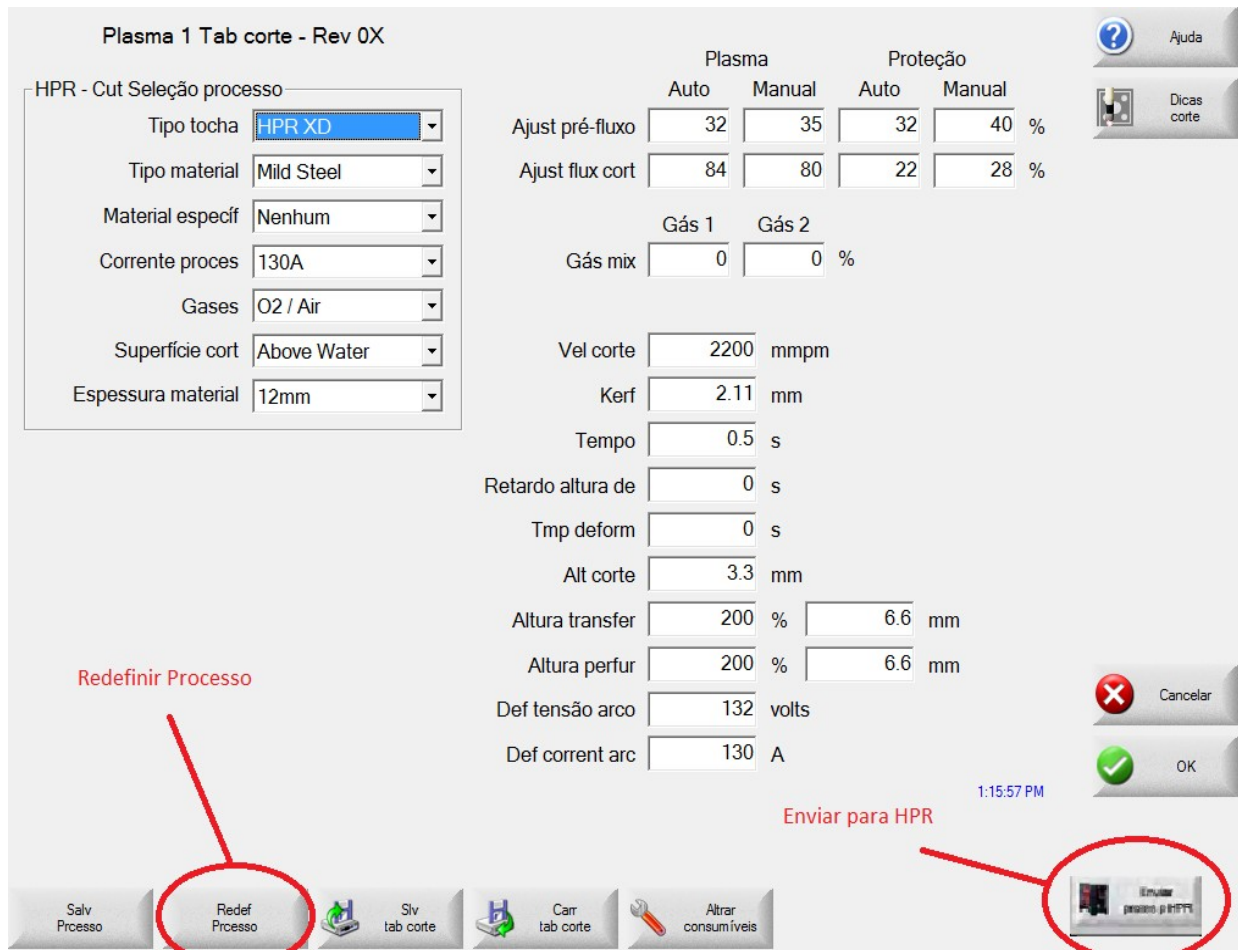 Plasma 1 Tab corte - Rev 0X
HPR - Cut Seleção processo
Tipo tocha HPR XD
Tipo material Mild Steel
Material específ Nenhum
Corrente proces 130A
Gases O2 / Air
Superfície cort Above Water
Espessura material 12mm
Plasma Proteção
Auto Manual Auto Manual
Ajust pré-fluxo 32 35 32 40 %
Ajust flux cort 84 80 22 28 %
Gás 1 Gás 2
Gás mix 0 0 %
Vel corte 2200 mmpm
Kerf 2.11 mm
Tempo 0.5 s
Retardo altura de 0 s
Tmp deform 0 s
Alt corte 3.3 mm
Altura transfer 200 % 6.6 mm
Altura perfur 200 % 6.6 mm
Def tensão arco 132 volts
Def corrent arc 130 A
Ajuda
Dicas
corte
Cancelar
OK
1:15:57 PM
Redefinir Processo
Enviar para HPR
Salv
Prcesso
Redef
Prcesso
Slv
tab corte
Carr
tab corte
Altrar
consumíveis
Enviar
p/HPR